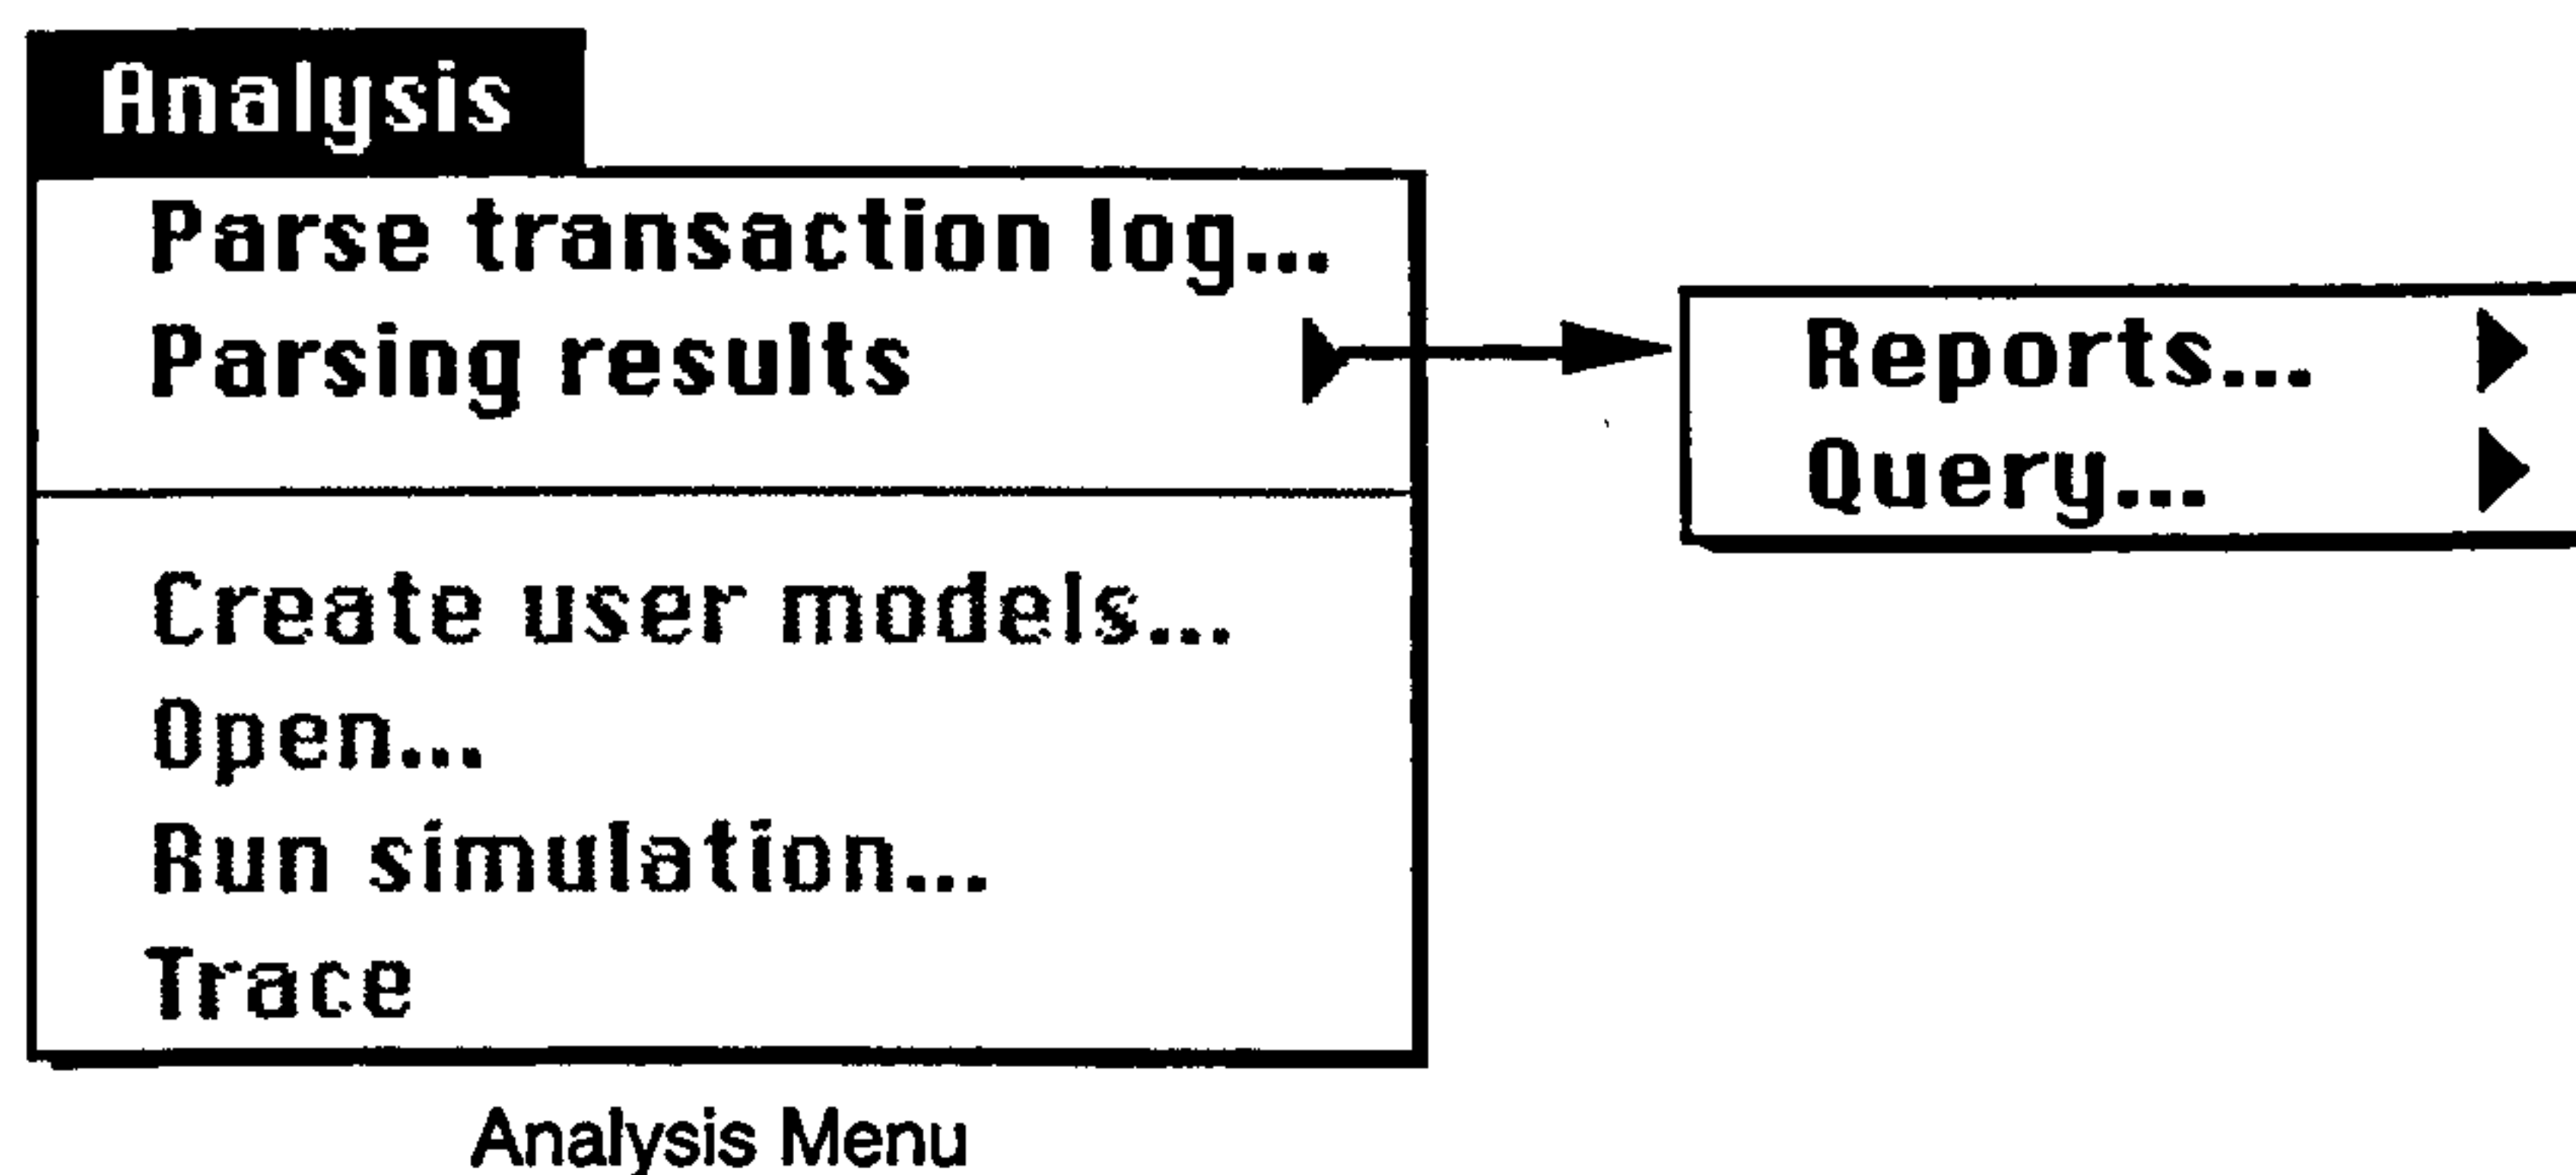 Analysis
Parse transaction log...
Parsing results
Reports...
Query...
Create user models...
Open...
Run simulation...
Trace
Analysis Menu